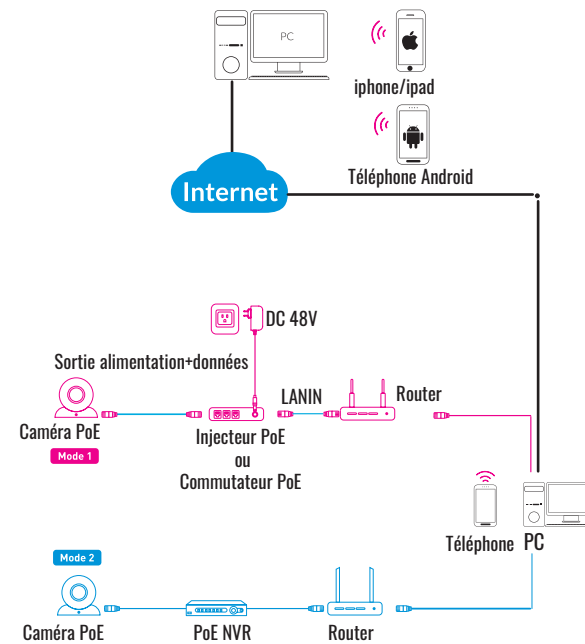 PC
iphone/ipad
Téléphone Android
Internet
DC 48V
Sortie alimentation+données
LANIN
Router
Caméra PoE
Mode 1
Injecteur PoE
ou
Commutateur PoE
Téléphone
PC
Mode 2
Caméra PoE
PoE NVR
Router